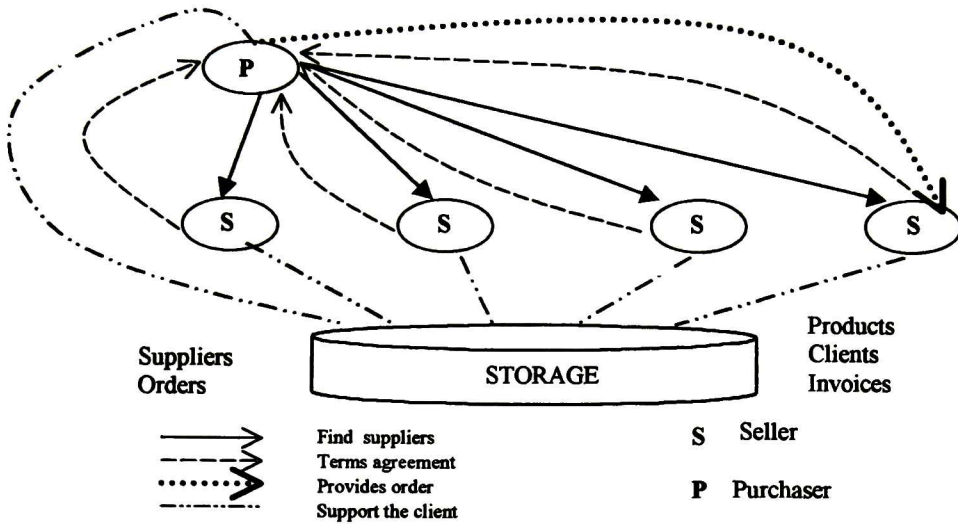 P
S S S S
Suppliers
Orders
STORAGE
Products
Clients
Invoices
Find suppliers
Terms agreement
Provides order
Support the client
S Seller
P Purchaser